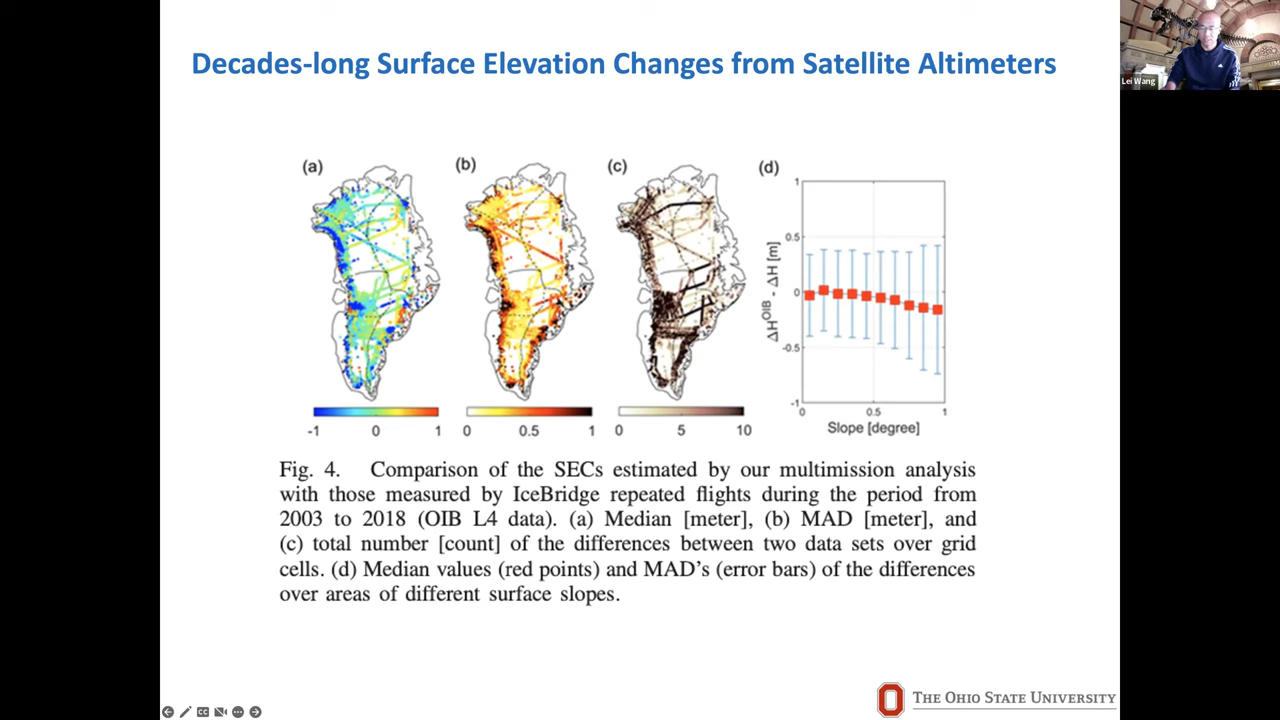 Decades-long Surface Elevation Changes from Satellite Altimeters
Lei Wang
(a)
(b)
(c)
(d)
-1 0 1
0 0.5 1
0 5 10
1
0.5
0
-0.5
-1
ΔH^OIB - ΔH [m]
0 0.5 1
Slope [degree]
Fig. 4. Comparison of the SECs estimated by our multimission analysis
with those measured by IceBridge repeated flights during the period from
2003 to 2018 (OIB L4 data). (a) Median [meter], (b) MAD [meter], and
(c) total number [count] of the differences between two data sets over grid
cells. (d) Median values (red points) and MAD's (error bars) of the differences
over areas of different surface slopes.
THE OHIO STATE UNIVERSITY
CC